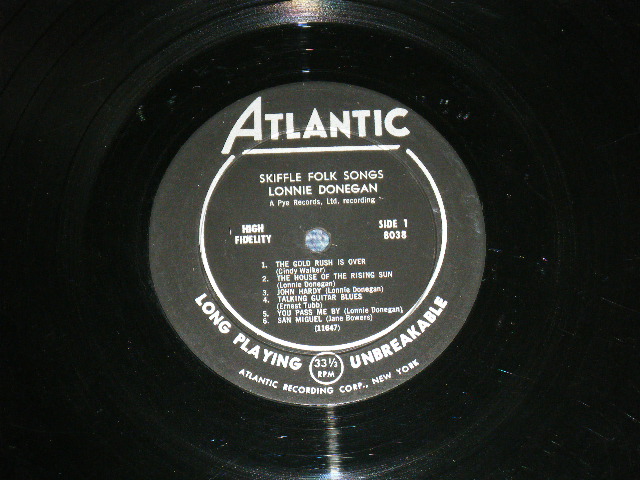 ATLANTIC
SKIFFLE FOLK SONGS
LONNIE DONEGAN
A Pye Records, Ltd. recording
HIGH FIDELITY
SIDE 1
8038
1. THE GOLD RUSH IS OVER
(Cindy Walker)
2. THE HOUSE OF THE RISING SUN
(Lonnie Donegan)
3. JOHN HARDY (Lonnie Donegan)
4. TALKING GUITAR BLUES
(Ernest Tubb)
5. YOU PASS ME BY (Lonnie Donegan)
6. SAN MIGUEL (Jane Bowers)
(11647)
LONG PLAYING UNBREAKABLE
33⅓
RPM
ATLANTIC RECORDING CORP., NEW YORK